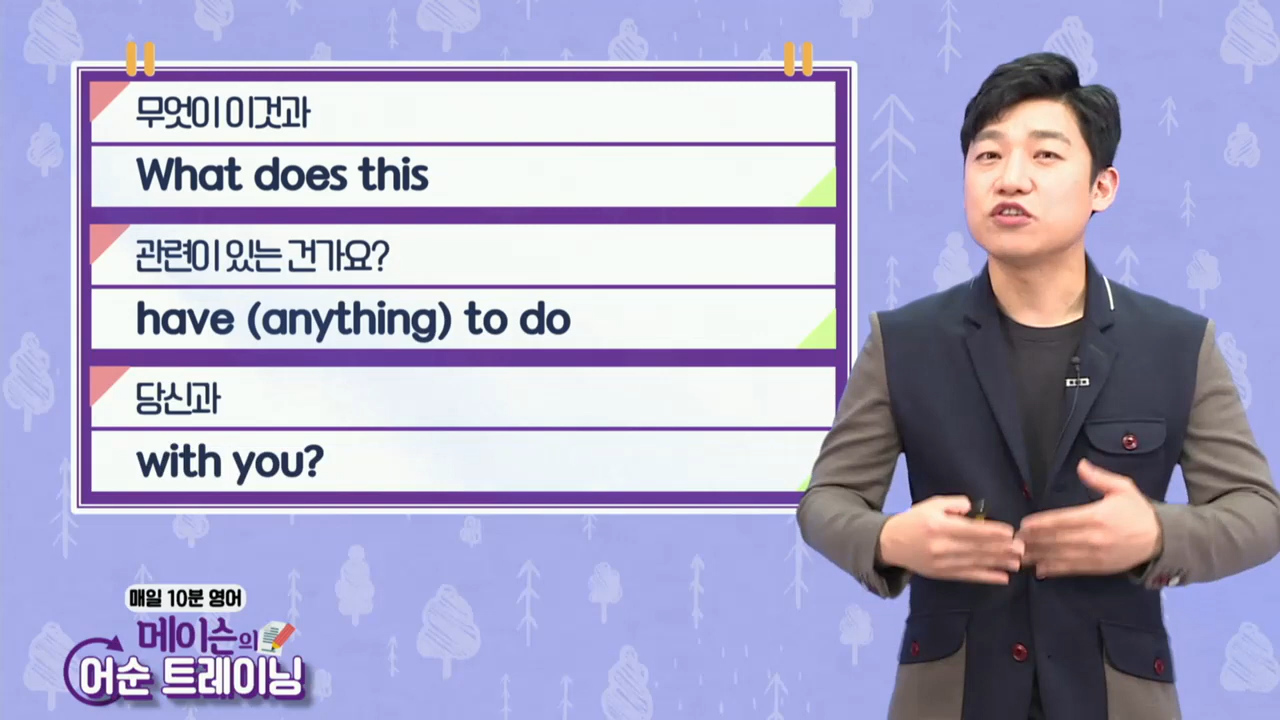 무엇이 이것과
What does this
관련이 있는 건가요?
have (anything) to do
당신과
with you?
매일 10분 영어
메이슨의
어순 트레이닝